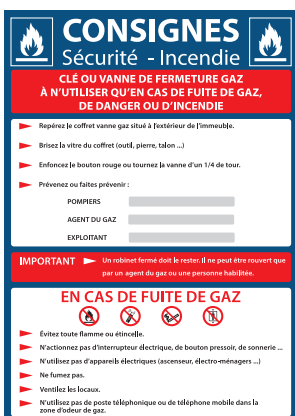 CONSIGNES
Sécurité - Incendie
CLÉ OU VANNE DE FERMETURE GAZ
À N'UTILISER QU'EN CAS DE FUITE DE GAZ,
DE DANGER OU D'INCENDIE
Repérez le coffret vanne gaz situé à l'extérieur de l'immeuble.
Brisez la vitre du coffret (outil, pierre, talon ...)
Enfoncez le bouton rouge ou tournez la vanne d'un 1/4 de tour.
Prévenez ou faites prévenir :
POMPIERS
AGENT DU GAZ
EXPLOITANT
IMPORTANT Un robinet fermé doit le rester. Il ne peut être rouvert que
par un agent du gaz ou une personne habilitée.
EN CAS DE FUITE DE GAZ
Évitez toute flamme ou étincelle.
N'actionnez pas d'interrupteur électrique, de bouton pressoir, de sonnerie ...
N'utilisez pas d'appareils électriques (ascenseur, électro-ménagers ...)
Ne fumez pas.
Ventilez les locaux.
N'utilisez pas de poste téléphonique ou de téléphone mobile dans la
zone d'odeur de gaz.